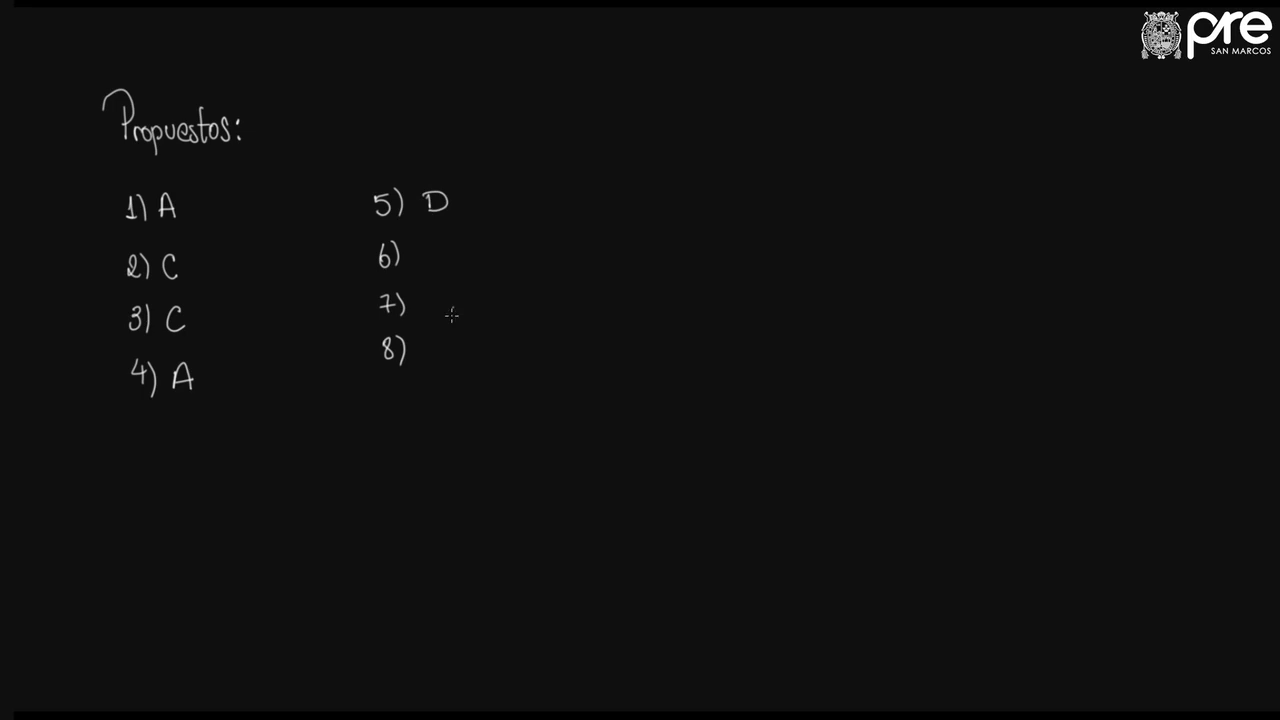 pre
SAN MARCOS
Propuestos:
1) A
2) C
3) C
4) A
5) D
6)
7)
8)